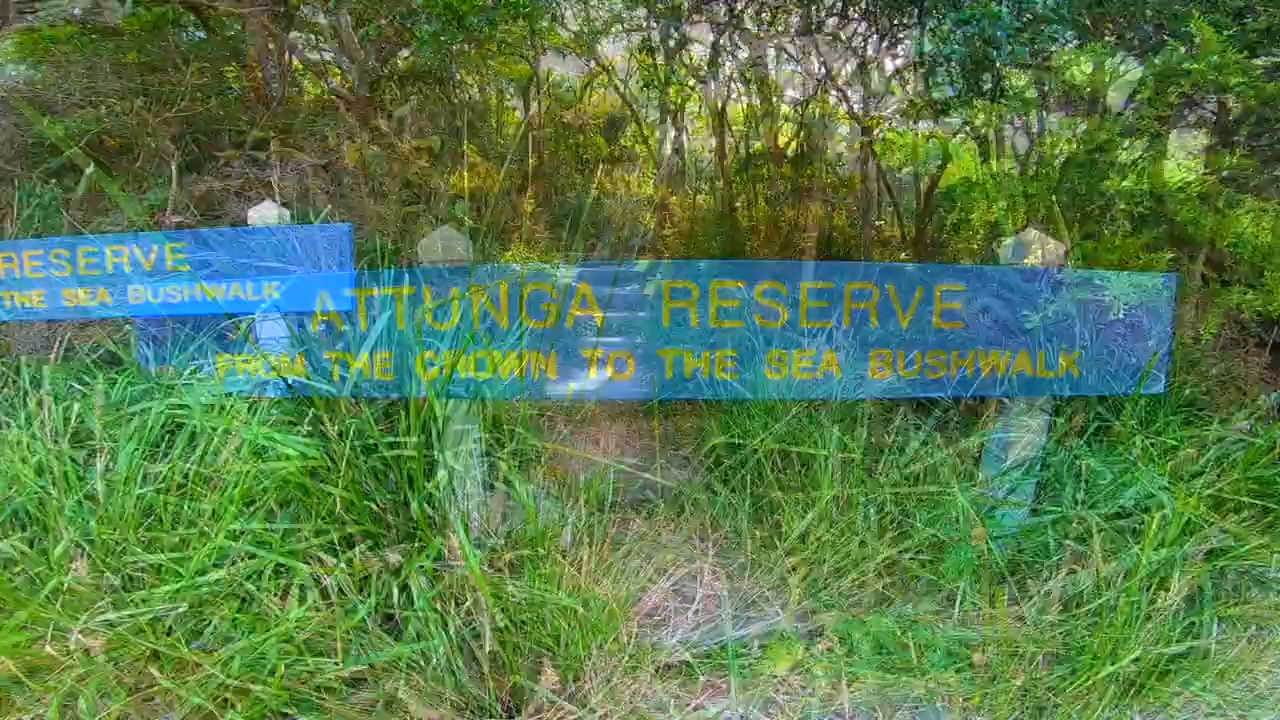 RESERVE
THE SEA BUSHWALK
ATTUNGA RESERVE
FROM THE CROWN TO THE SEA BUSHWALK